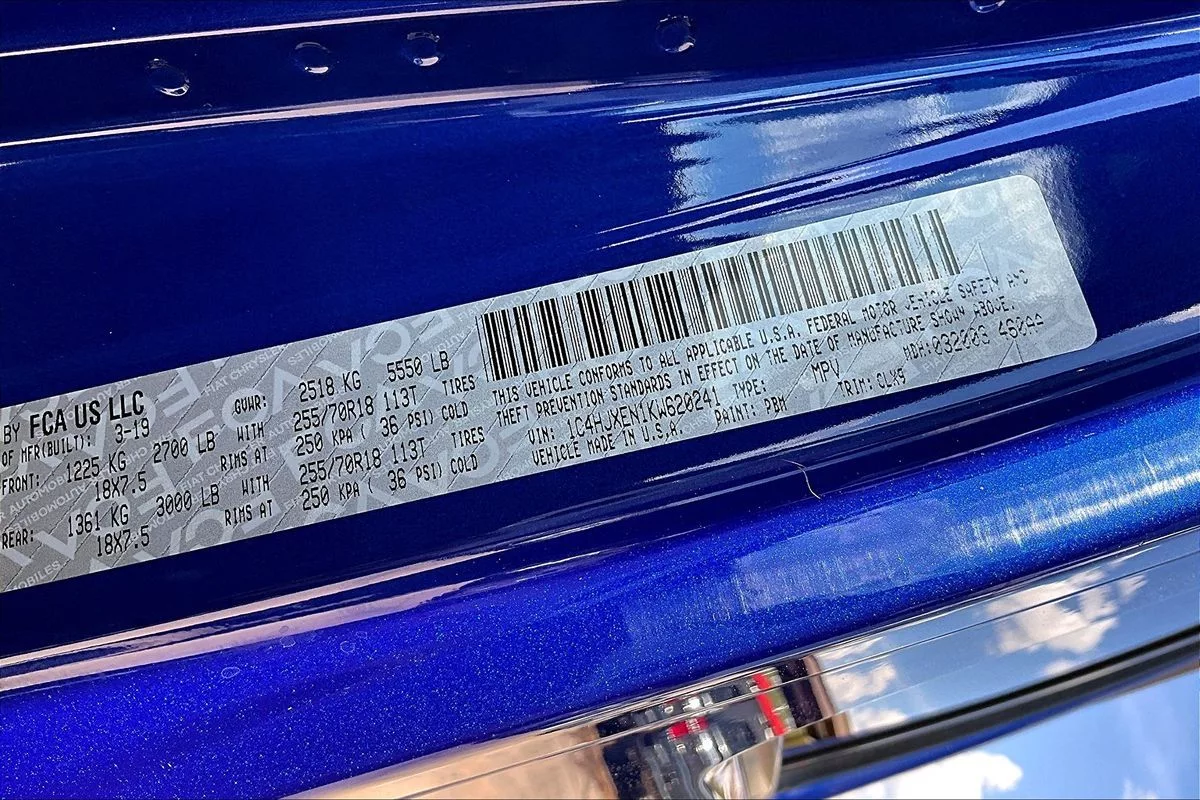 BY FCA US LLC
OF MFR(BUILT): 3-19 GVWR: 2518 KG 5550 LB
FRONT: 1225 KG 2700 LB WITH 255/70R18 113T TIRES
18X7.5 RIMS AT 250 KPA ( 36 PSI) COLD
REAR: 1361 KG 3000 LB WITH 255/70R18 113T TIRES
18X7.5 RIMS AT 250 KPA ( 36 PSI) COLD
THIS VEHICLE CONFORMS TO ALL APPLICABLE U.S.A. FEDERAL MOTOR VEHICLE SAFETY AND
THEFT PREVENTION STANDARDS IN EFFECT ON THE DATE OF MANUFACTURE SHOWN ABOVE.
VIN: 1C4HJXEN1KW620241 TYPE: MPV MDH:
VEHICLE MADE IN U.S.A. PAINT: PBM TRIM: